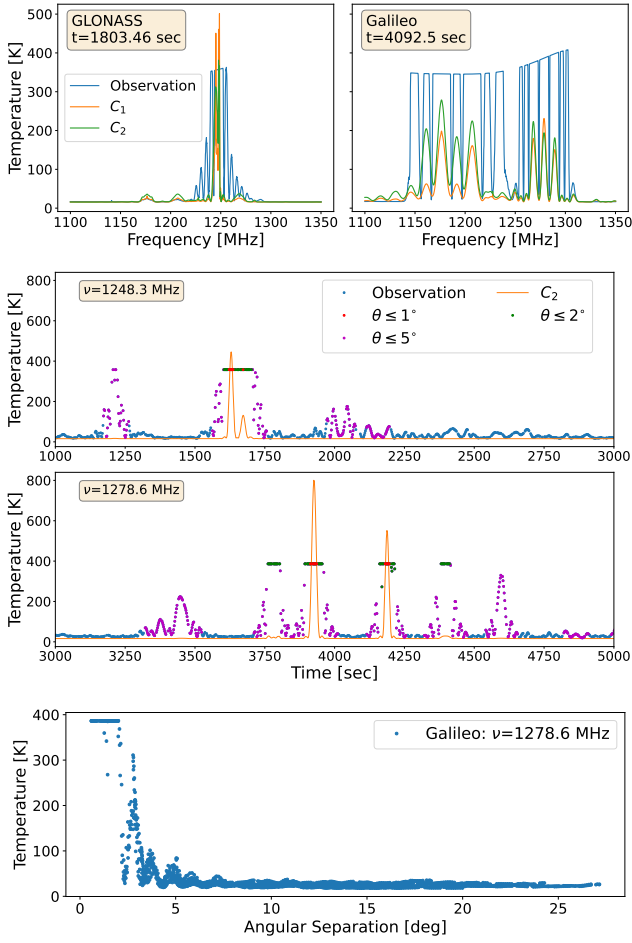 GLONASS
t=1803.46 sec
Observation
C₁
C₂
500
400
300
200
100
0
1100 1200 1250 1350
Temperature [K]
Frequency [MHz]
Galileo
t=4092.5 sec
1100 1150 1200 1250 1300 1350
Frequency [MHz]
ν=1248.3 MHz
Observation
θ ≤ 1°
θ ≤ 5°
C₂
θ ≤ 2°
800
600
400
200
0
Temperature [K]
1000 1250 1500 1750 2000 2250 2500 2750 3000
ν=1278.6 MHz
800
600
400
200
0
Temperature [K]
3000 3250 3500 3750 4000 4250 4500 4750 5000
Time [sec]
Galileo: ν=1278.6 MHz
400
300
200
100
0
Temperature [K]
0 5 10 15 20 25
Angular Separation [deg]